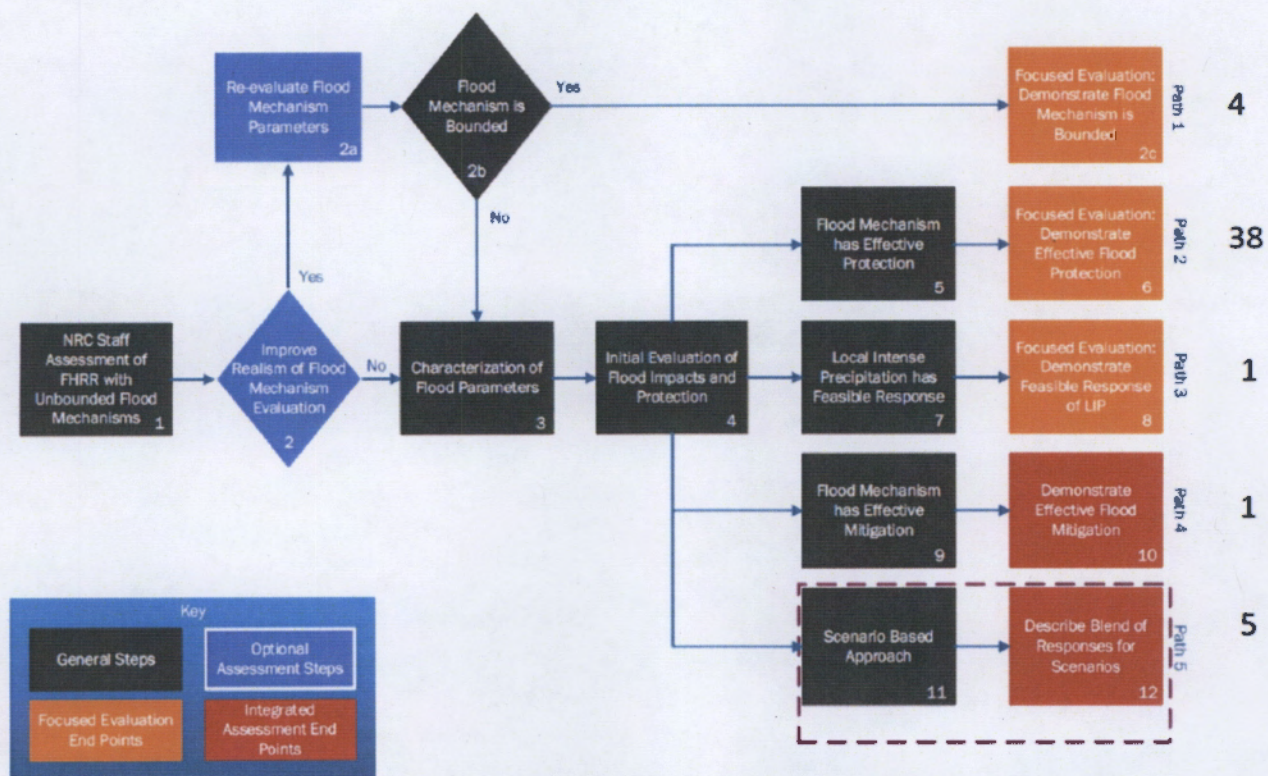 Re-evaluate Flood
Mechanism
Parameters
2a
Flood
Mechanism is
Bounded
2b
Yes
Focused Evaluation:
Demonstrate Flood
Mechanism is
Bounded
2c
Path 1
4
No
Flood Mechanism
has Effective
Protection
5
Focused Evaluation:
Demonstrate
Effective Flood
Protection
6
Path 2
38
Yes
NRC Staff
Assessment of
FHRR with
Unbounded Flood
Mechanisms
1
Improve
Realism of Flood
Mechanism
Evaluation
2
No
Characterization of
Flood Parameters
3
Initial Evaluation of
Flood Impacts and
Protection
4
Local Intense
Precipitation has
Feasible Response
7
Focused Evaluation:
Demonstrate
Feasible Response
of LIP
8
Path 3
1
Flood Mechanism
has Effective
Mitigation
9
Demonstrate
Effective Flood
Mitigation
10
Path 4
1
Scenario Based
Approach
11
Describe Blend of
Responses for
Scenarios
12
Path 5
5
Key
General Steps
Optional
Assessment Steps
Focused Evaluation
End Points
Integrated
Assessment End
Points